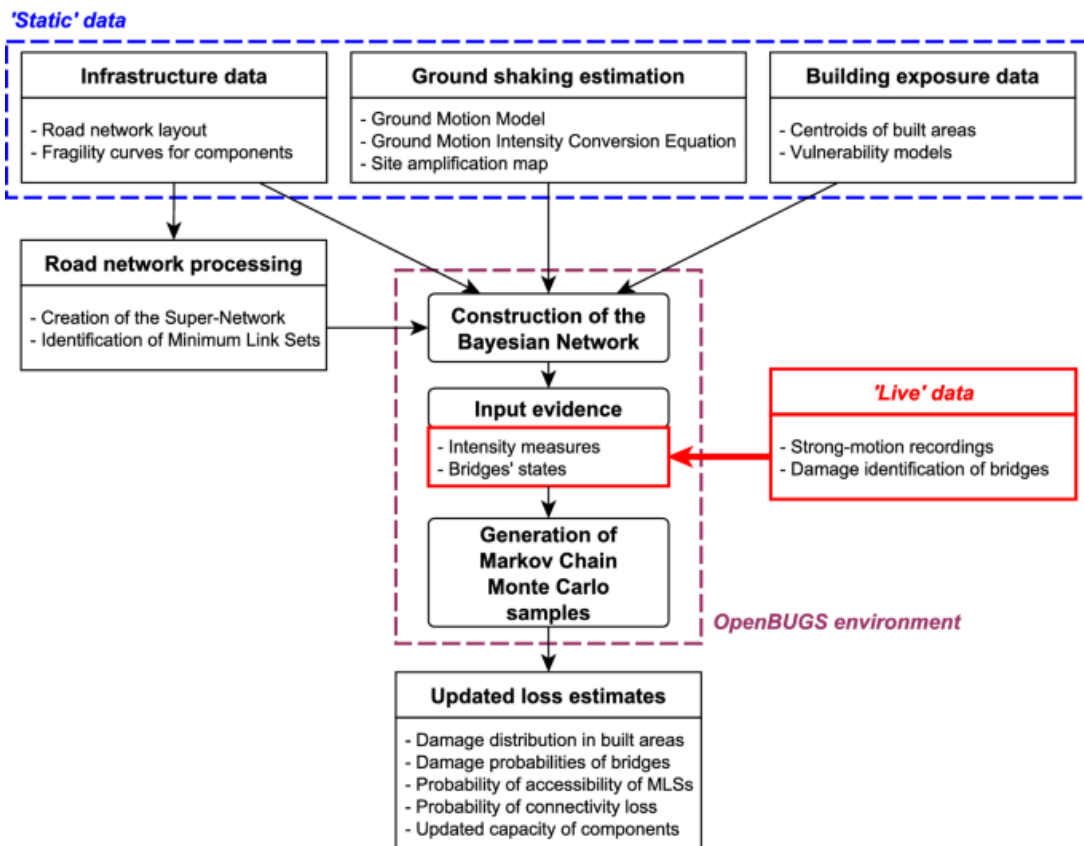 'Static' data
Infrastructure data
- Road network layout
- Fragility curves for components
Ground shaking estimation
- Ground Motion Model
- Ground Motion Intensity Conversion Equation
- Site amplification map
Building exposure data
- Centroids of built areas
- Vulnerability models
Road network processing
- Creation of the Super-Network
- Identification of Minimum Link Sets
Construction of the
Bayesian Network
Input evidence
- Intensity measures
- Bridges' states
'Live' data
- Strong-motion recordings
- Damage identification of bridges
Generation of
Markov Chain
Monte Carlo
samples
OpenBUGS environment
Updated loss estimates
- Damage distribution in built areas
- Damage probabilities of bridges
- Probability of accessibility of MLSs
- Probability of connectivity loss
- Updated capacity of components